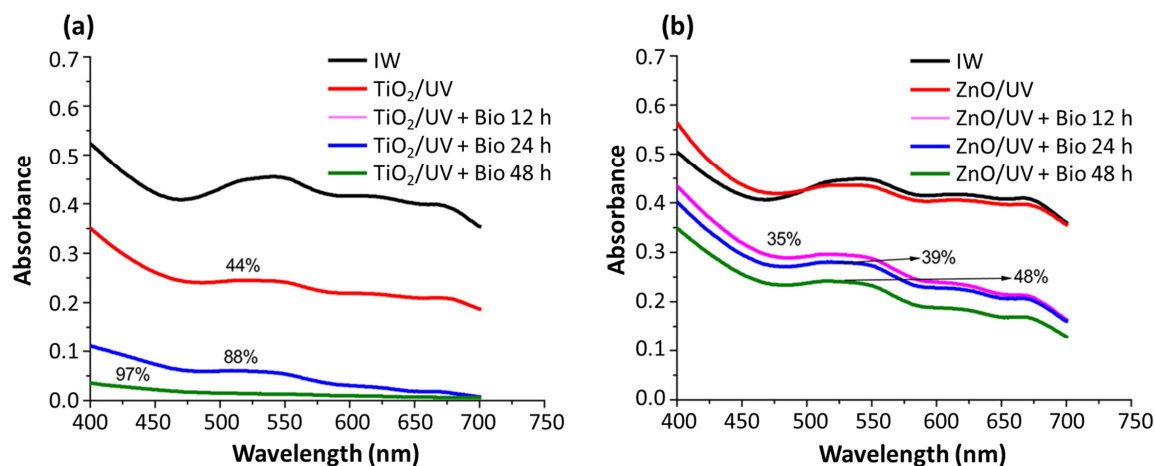 (a)
0.7
0.6
0.5
0.4
0.3
0.2
0.1
0.0
Absorbance
IW
TiO₂/UV
TiO₂/UV + Bio 12 h
TiO₂/UV + Bio 24 h
TiO₂/UV + Bio 48 h
44%
88%
97%
400 450 500 550 600 650 700 750
Wavelength (nm)
(b)
0.7
0.6
0.5
0.4
0.3
0.2
0.1
0.0
Absorbance
IW
ZnO/UV
ZnO/UV + Bio 12 h
ZnO/UV + Bio 24 h
ZnO/UV + Bio 48 h
35%
39%
48%
400 450 500 550 600 650 700 750
Wavelength (nm)